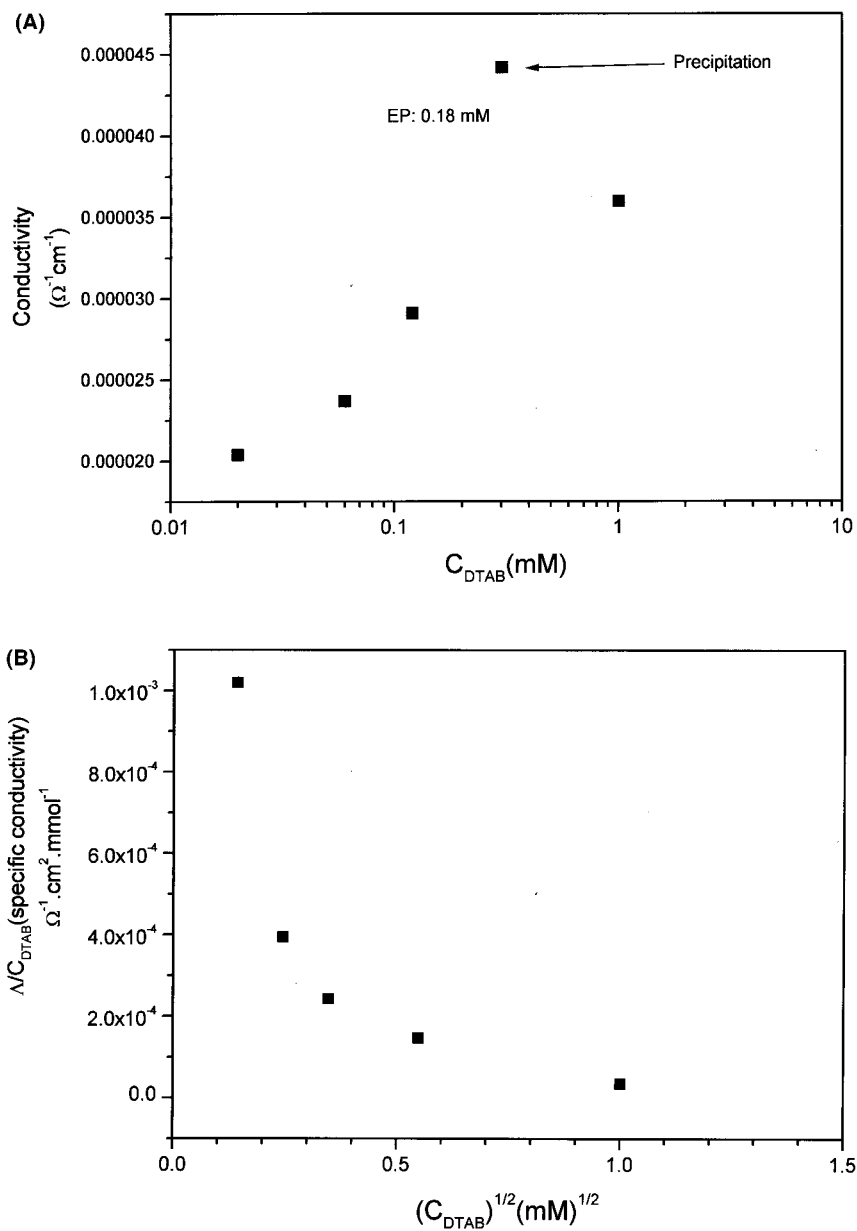 (A)
0.000045
Precipitation
EP: 0.18 mM
0.000040
0.000035
0.000030
0.000025
0.000020
Conductivity
(Ω⁻¹cm⁻¹)
0.01
0.1
1
10
C_DTAB(mM)
(B)
1.0x10⁻³
8.0x10⁻⁴
6.0x10⁻⁴
4.0x10⁻⁴
2.0x10⁻⁴
0.0
Λ/C_DTAB(specific conductivity)
Ω⁻¹.cm².mmol⁻¹
0.0
0.5
1.0
1.5
(C_DTAB)¹/²(mM)¹/²